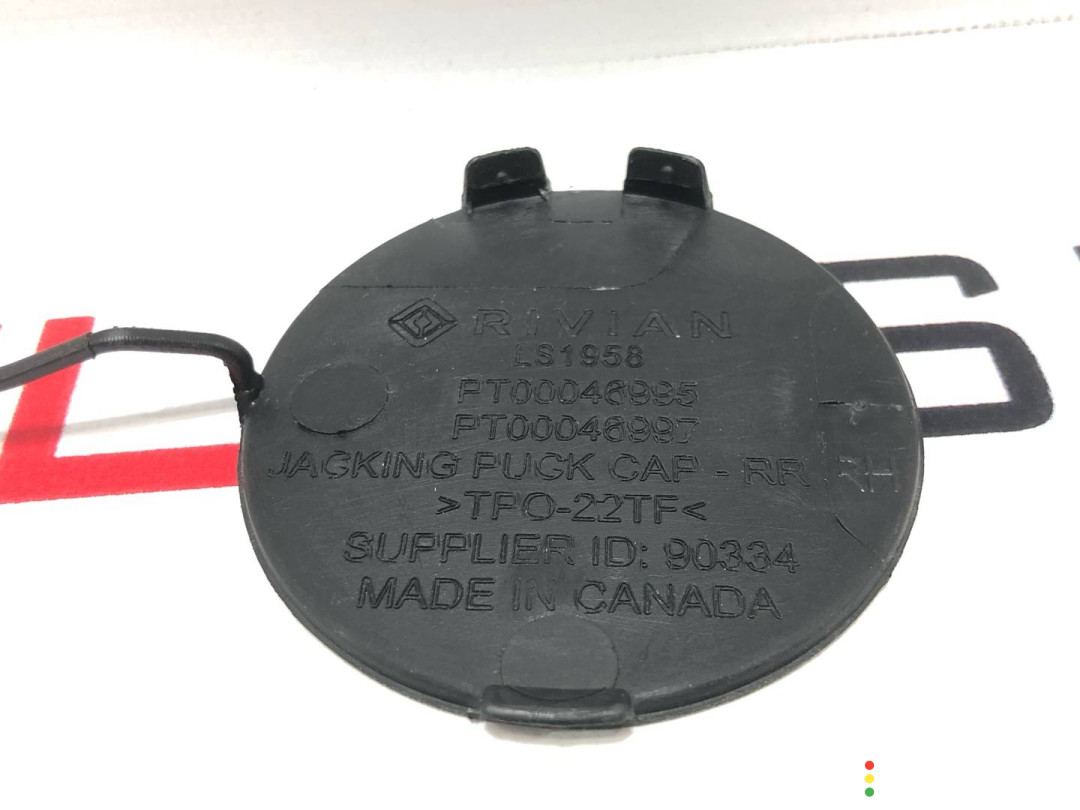 RIVIAN
LS1958
PT00046995
PT00046997
JACKING PUCK CAP - RR RH
>TPO-22TF<
SUPPLIER ID: 90334
MADE IN CANADA